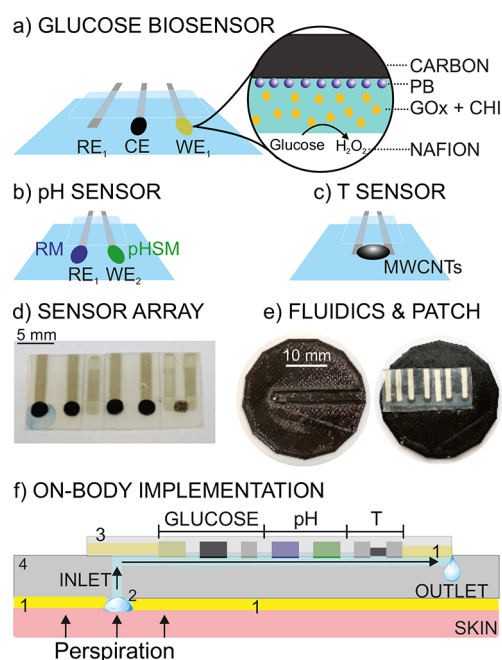 a) GLUCOSE BIOSENSOR
CARBON
PB
GOx + CHI
Glucose H2O2
NAFION
RE1 CE WE1
b) pH SENSOR
c) T SENSOR
RM pHSM
RE1 WE2
MWCNTs
d) SENSOR ARRAY
e) FLUIDICS & PATCH
5 mm
10 mm
f) ON-BODY IMPLEMENTATION
GLUCOSE pH T
3
1
4
INLET
OUTLET
1 2 1
SKIN
Perspiration